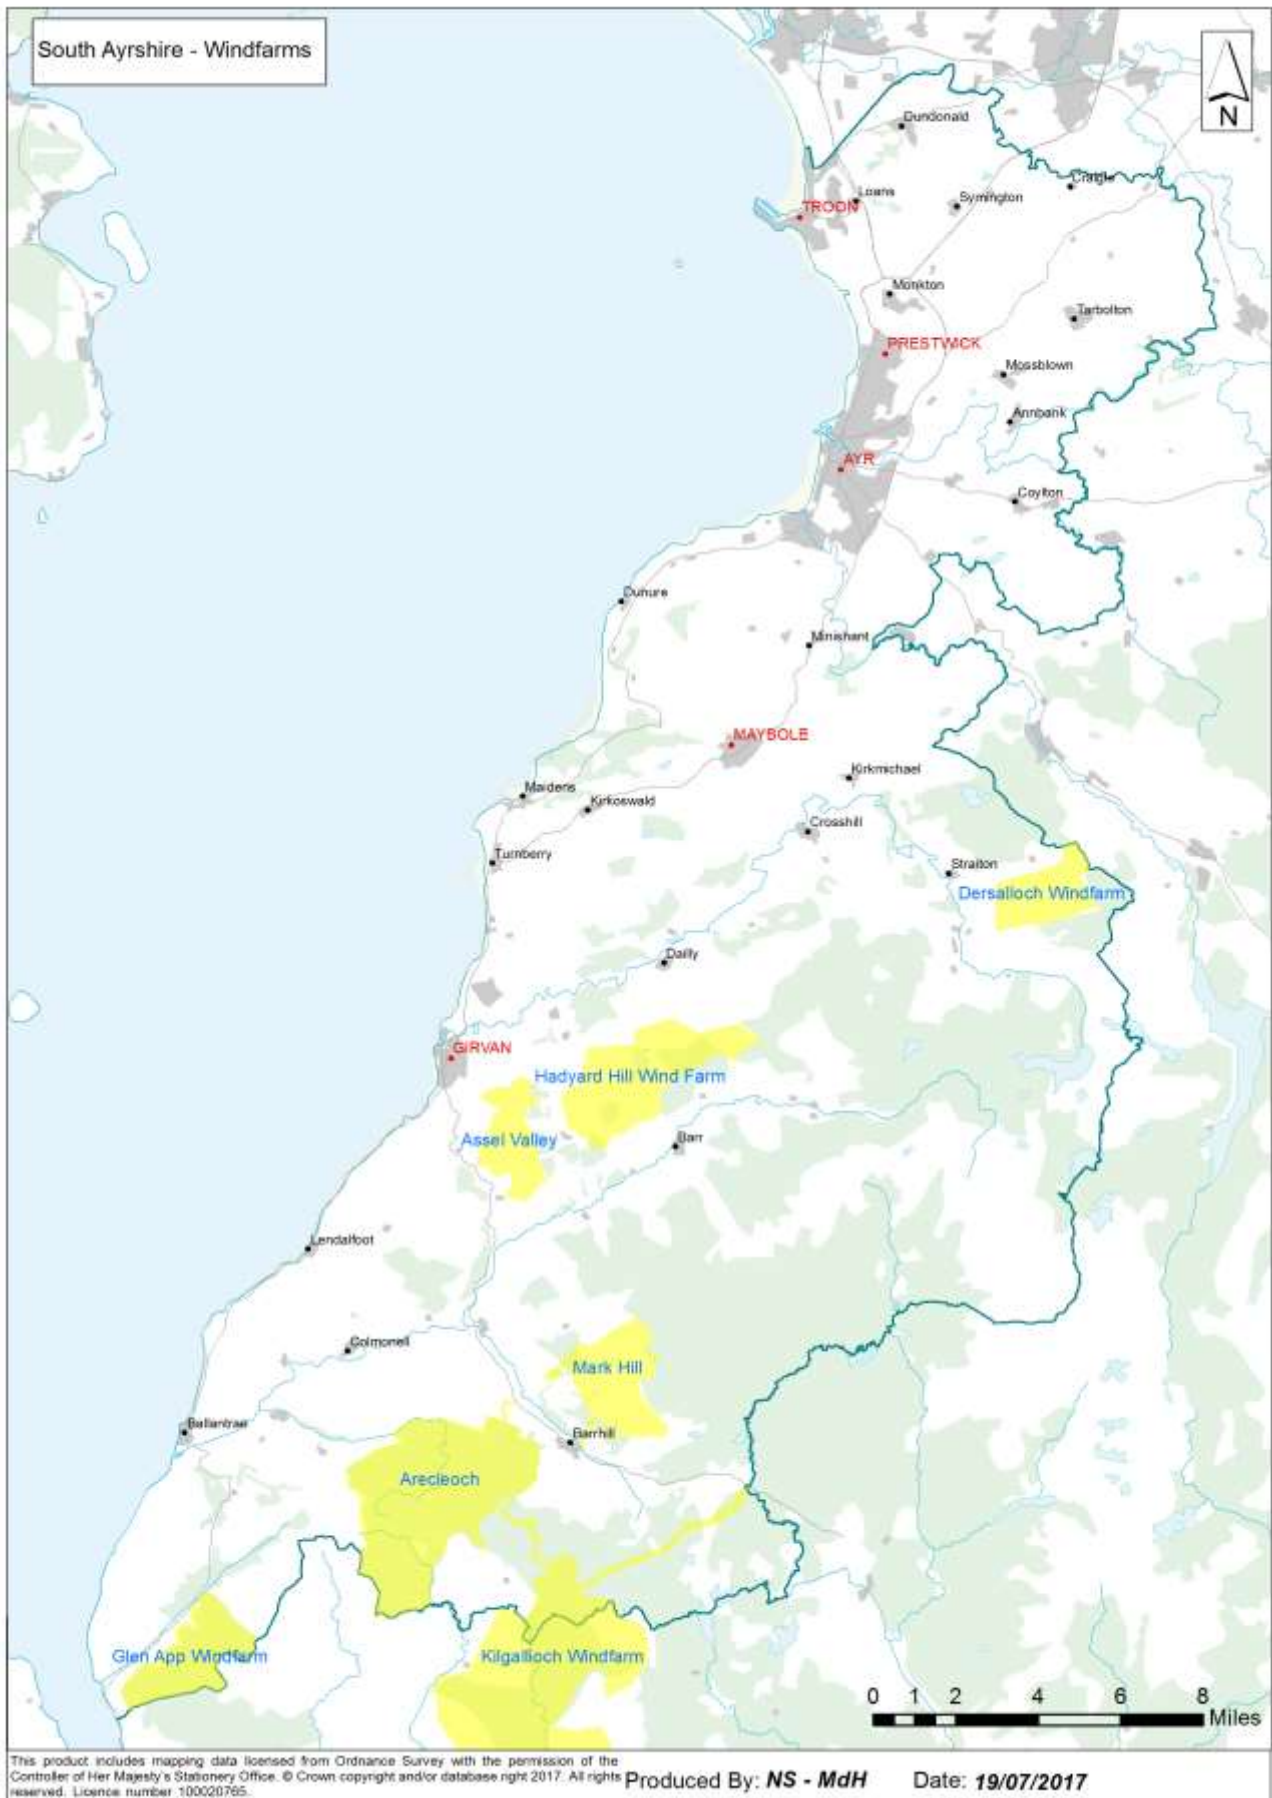 South Ayrshire - Windfarms
N
Dundonald
Craigie
Loans
Symington
TROON
Monkton
Tarbolton
PRESTWICK
Mossblown
Annbank
AYR
Coylton
Dunure
Minishant
MAYBOLE
Kirkmichael
Maidens
Kirkoswald
Crosshill
Turnberry
Straiton
Dersalloch Windfarm
Dailly
GIRVAN
Hadyard Hill Wind Farm
Assel Valley
Barr
Lendalfoot
Colmonell
Mark Hill
Ballantrae
Barrhill
Arecleoch
Glen App Windfarm
Kilgallioch Windfarm
0 1 2 4 6 8
Miles
This product includes mapping data licensed from Ordnance Survey with the permission of the
Controller of Her Majesty's Stationery Office. © Crown copyright and/or database right 2017. All rights
reserved. Licence number 100020765.
Produced By: NS - MdH Date: 19/07/2017